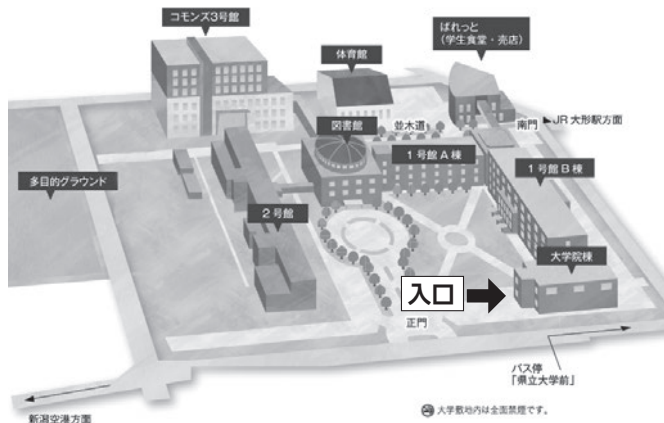 コモンズ3号館
体育館
ぱれっと
(学生食堂・売店)
図書館
並木道
南門
▶JR大形駅方面
1号館A棟
1号館B棟
多目的グラウンド
2号館
大学院棟
入口
正門
バス停
「県立大学前」
新潟空港方面
大学敷地内は全面禁煙です。